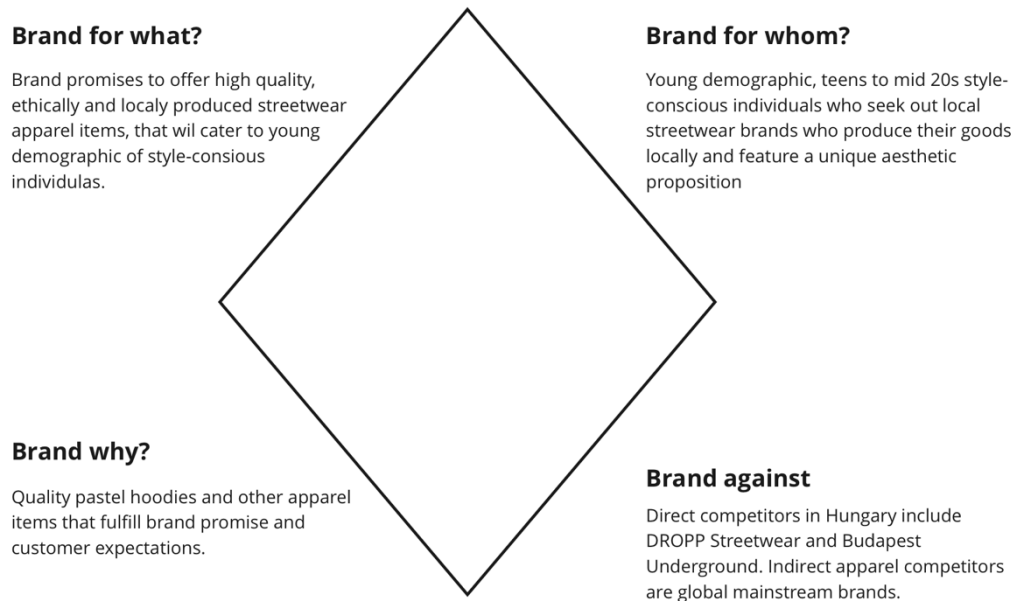 Brand for what?
Brand promises to offer high quality,
ethically and localy produced streetwear
apparel items, that wil cater to young
demographic of style-consious
individulas.
Brand for whom?
Young demographic, teens to mid 20s style-
conscious individuals who seek out local
streetwear brands who produce their goods
locally and feature a unique aesthetic
proposition
Brand why?
Quality pastel hoodies and other apparel
items that fulfill brand promise and
customer expectations.
Brand against
Direct competitors in Hungary include
DROPP Streetwear and Budapest
Underground. Indirect apparel competitors
are global mainstream brands.